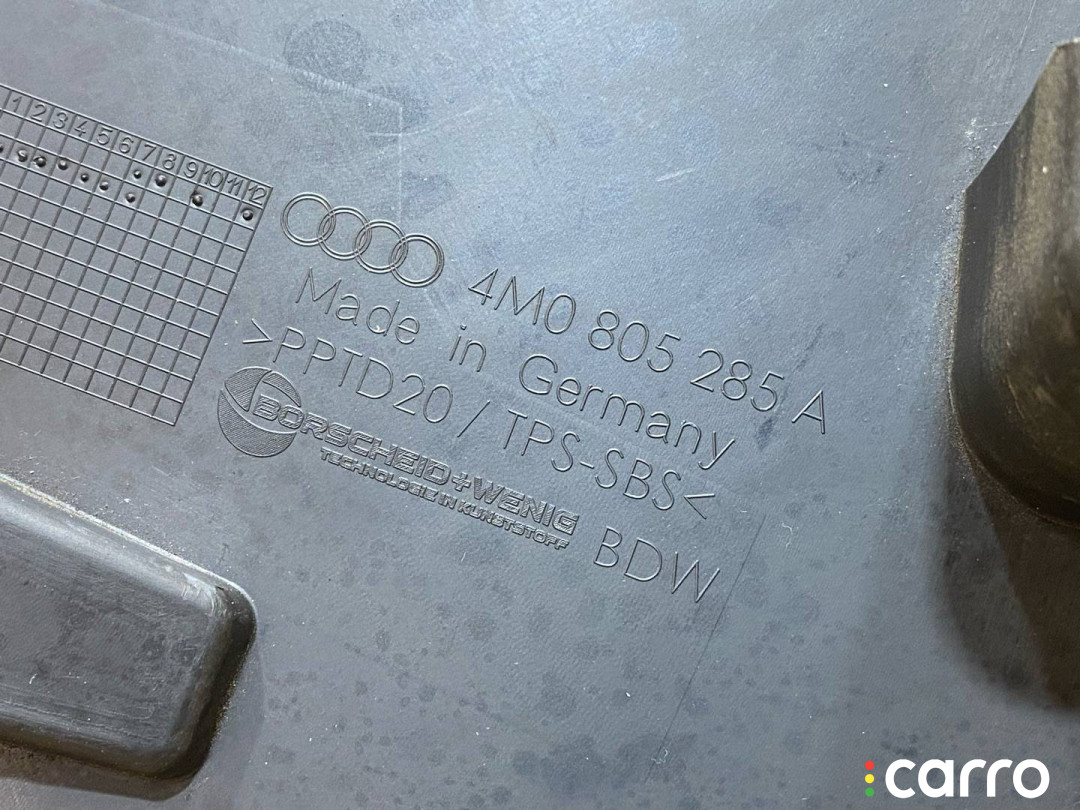 1 2 3 4 5 6 7 8 9 10 11 12
4M0 805 285 A
Made in Germany
>PPTD20 / TPS-SBS<
BORSCHEID+WENIG
TECHNOLOGIE IN KUNSTSTOFF
BDW
carro